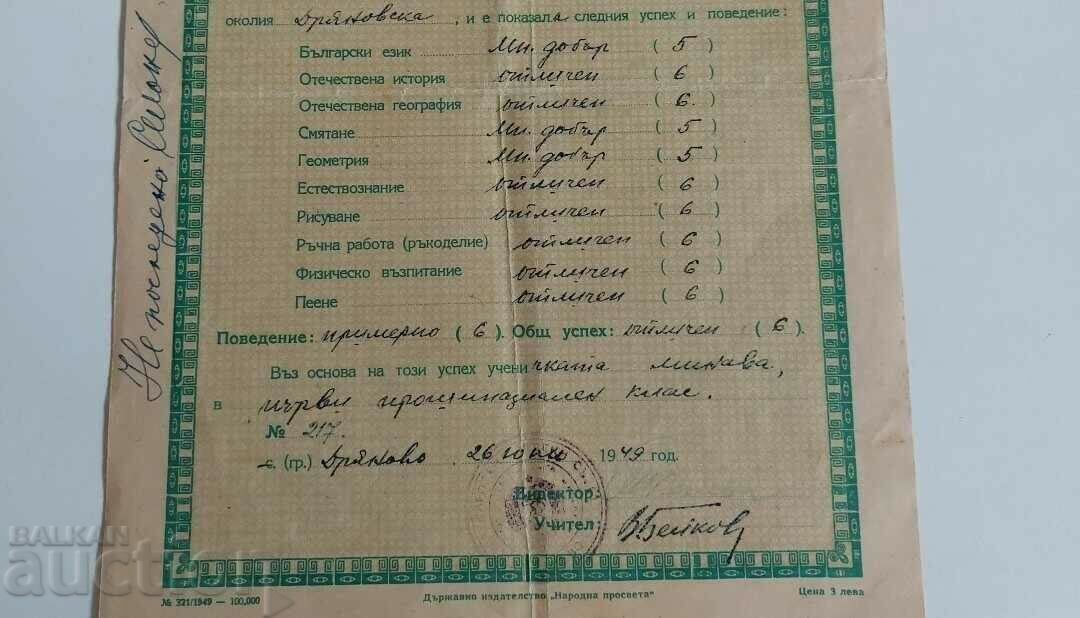 околия Дряновска, и е показала следния успех и поведение:
Български език Мн. добър (5)
Отечествена история отличен (6)
Отечествена география отличен (6.)
Смятане Мн. добър (5)
Геометрия Мн. добър (5)
Естествознание отличен (6)
Рисуване отличен (6)
Ръчна работа (ръкоделие) отличен (6)
Физическо възпитание отличен (6)
Пеене отличен (6)
Поведение: примерно (6). Общ успех: отличен (6).
Въз основа на този успех ученичката минава,
в първи прогимназиален клас.
№ 217.
с. (гр.) Дряново 26 юни 1949 год.
Директор:
Учител: В. Белков
№ 321/1949 — 100,000
Държавно издателство „Народна просвета“
Цена 3 лева
Не последно
БАЛКАН
auction